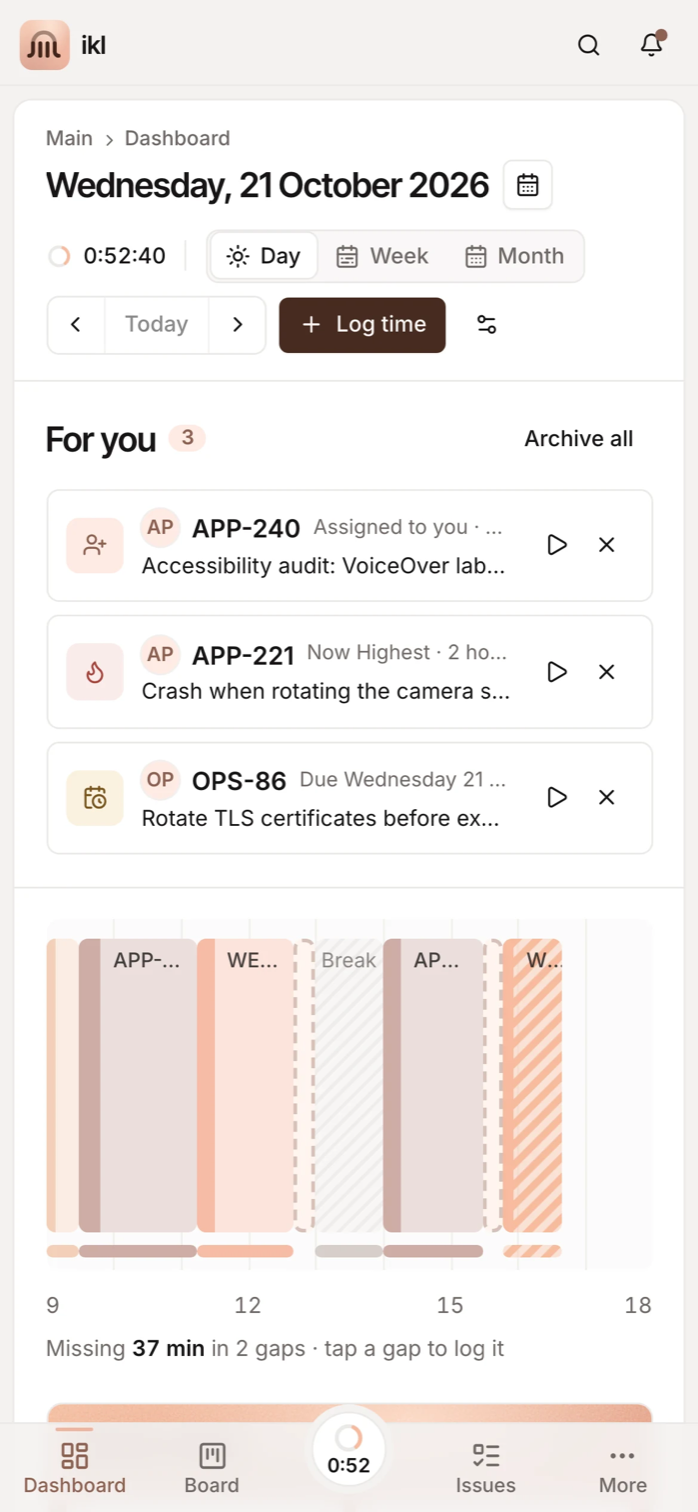 ikl
Main > Dashboard
Wednesday, 21 October 2026
0:52:40 Day Week Month
Today + Log time
For you 3 Archive all
AP APP-240 Assigned to you · ...
Accessibility audit: VoiceOver lab...
AP APP-221 Now Highest · 2 ho...
Crash when rotating the camera s...
OP OPS-86 Due Wednesday 21 ...
Rotate TLS certificates before ex...
APP-... WE... Break AP... W...
9 12 15 18
Missing 37 min in 2 gaps · tap a gap to log it
0:52
Dashboard Board Issues More